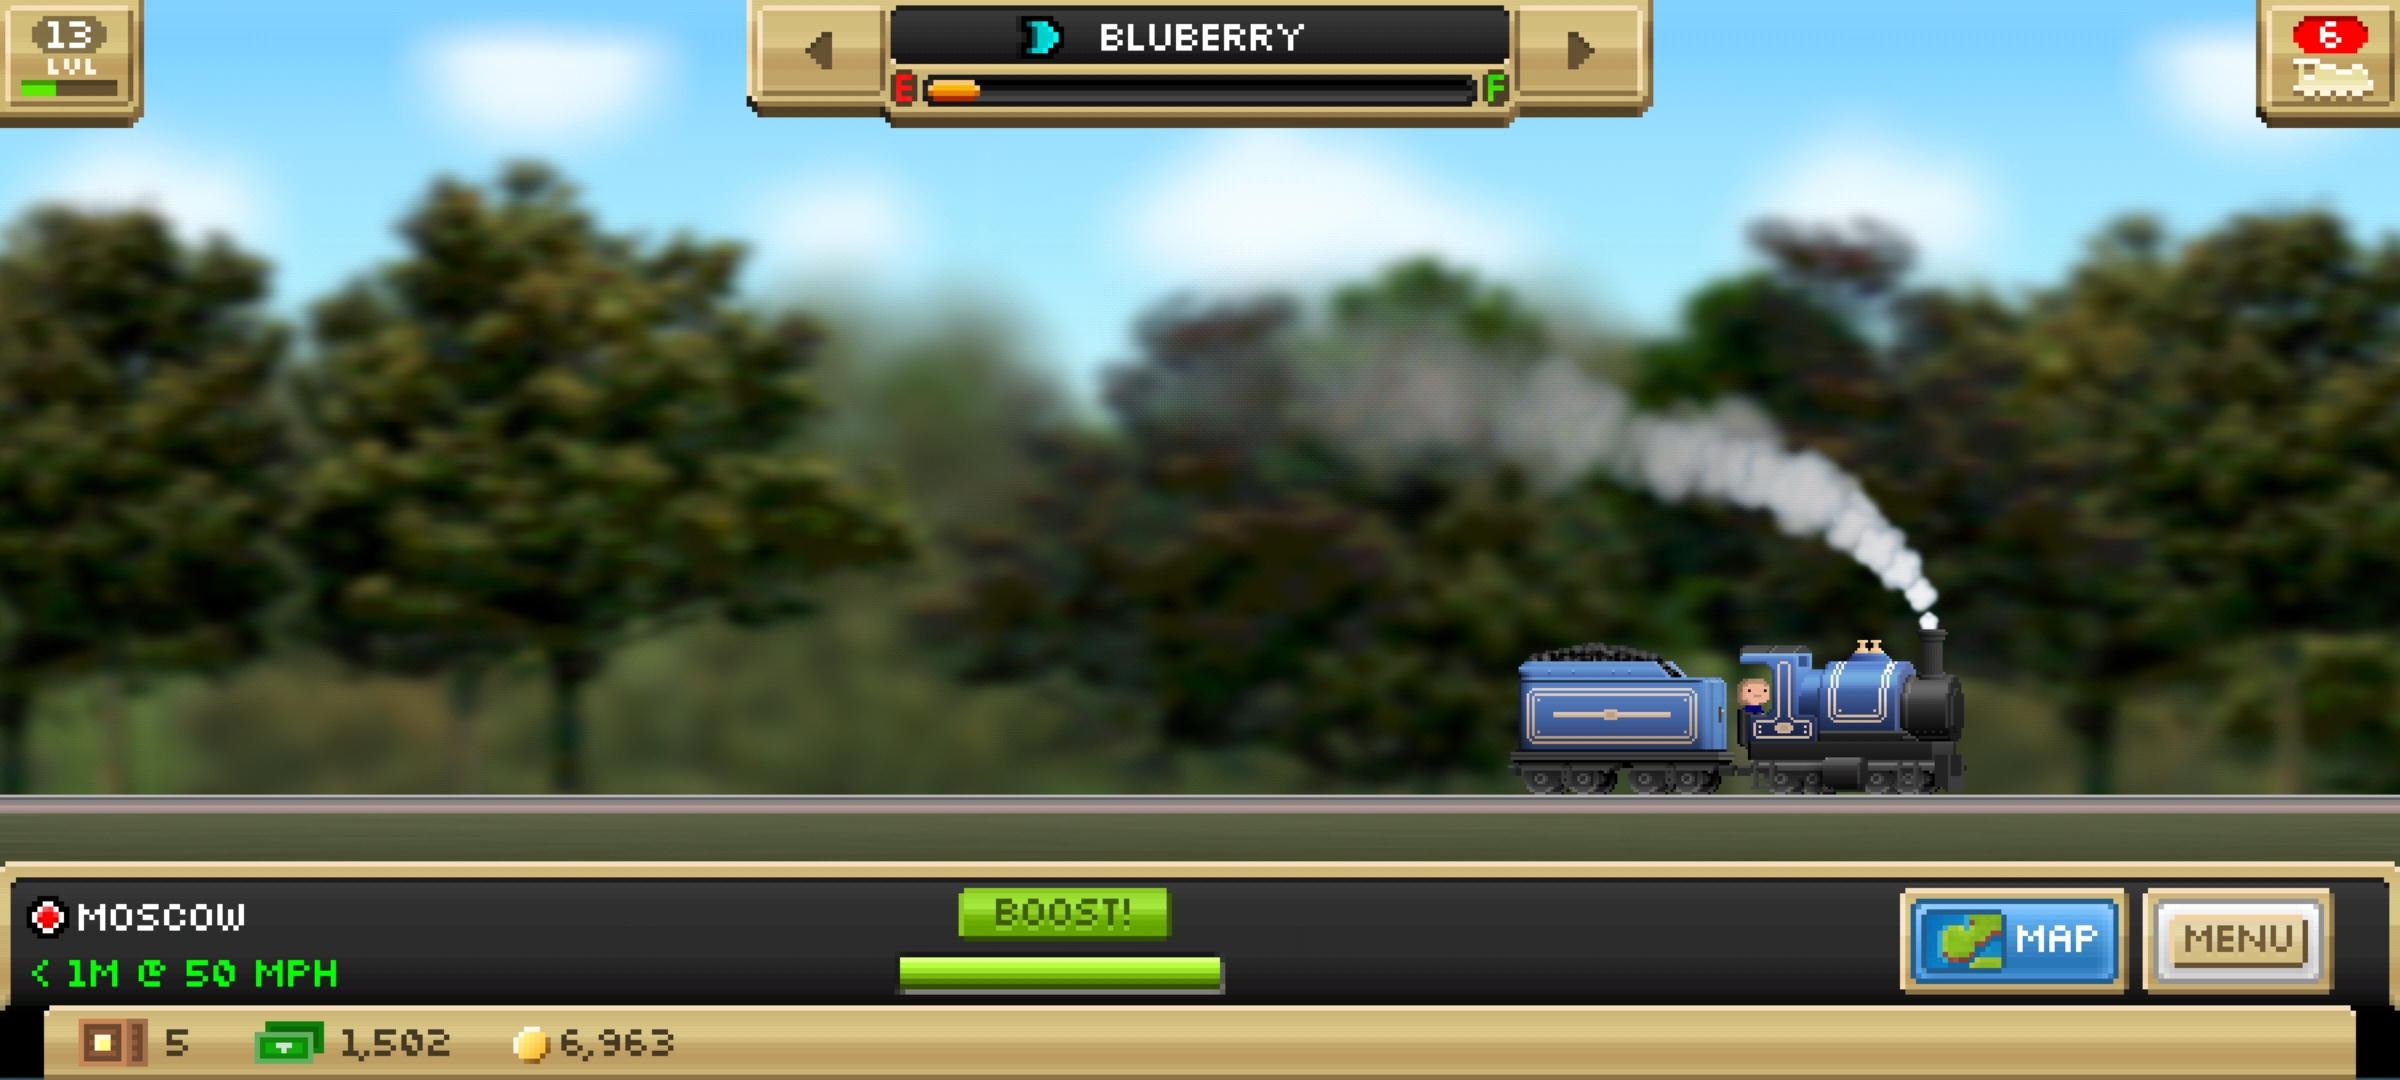 13
LVL
BLUBERRY
E F
6
MOSCOW
< 1M @ 50 MPH
BOOST!
MAP
MENU
5 1,502 6,963